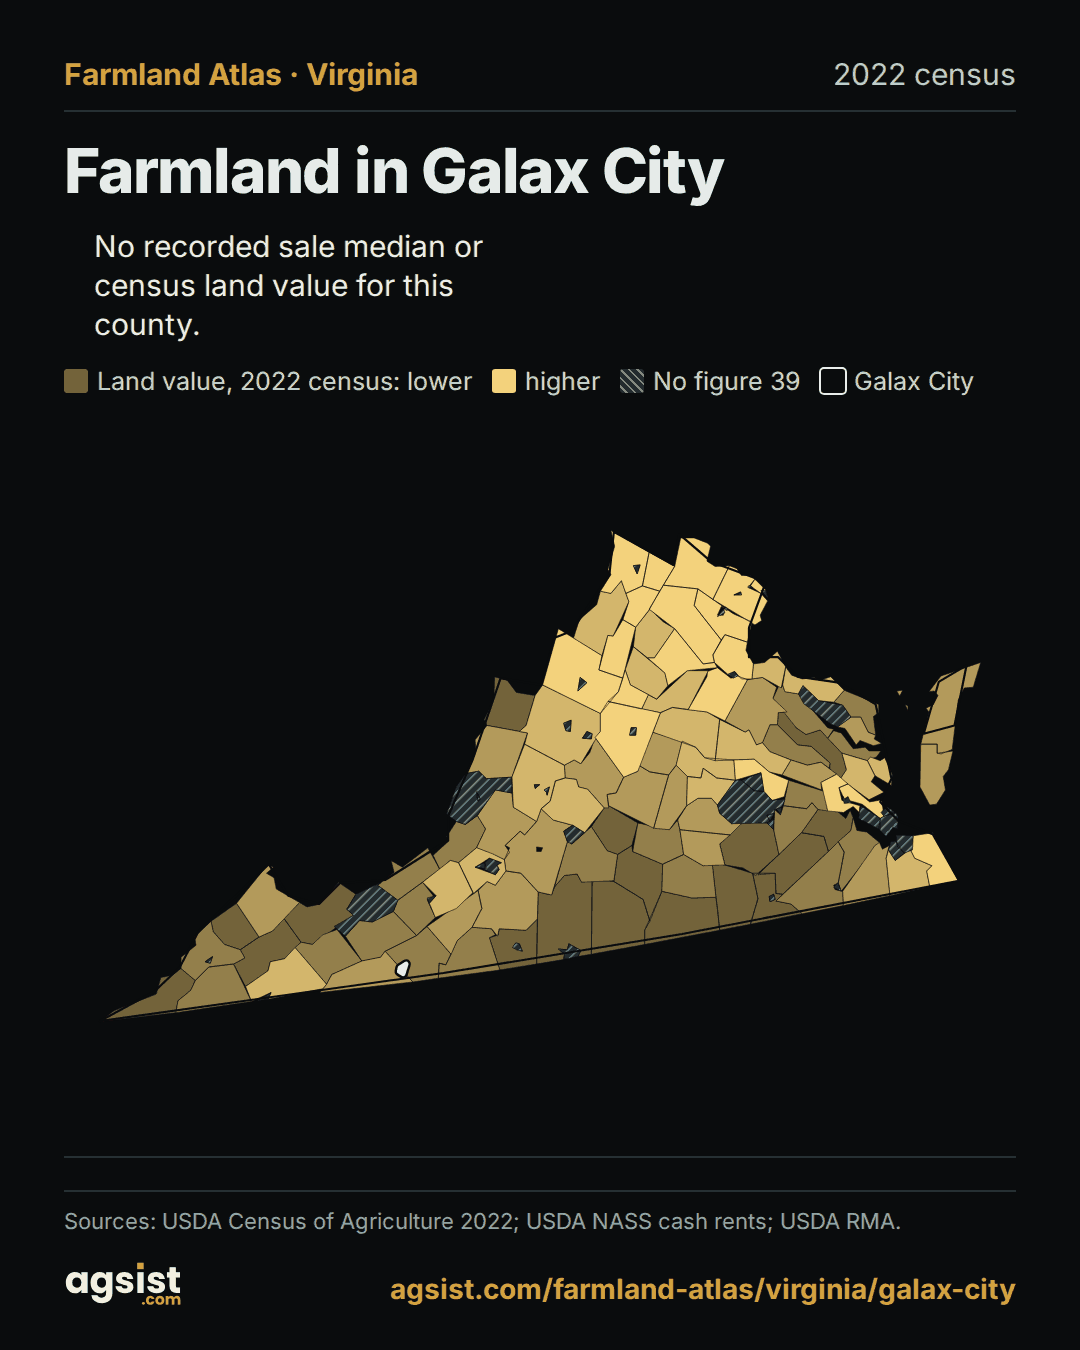 Farmland Atlas · Virginia
2022 census
Farmland in Galax City
No recorded sale median or
census land value for this
county.
Land value, 2022 census: lower higher No figure 39 Galax City
Sources: USDA Census of Agriculture 2022; USDA NASS cash rents; USDA RMA.
agsist
.com
agsist.com/farmland-atlas/virginia/galax-city